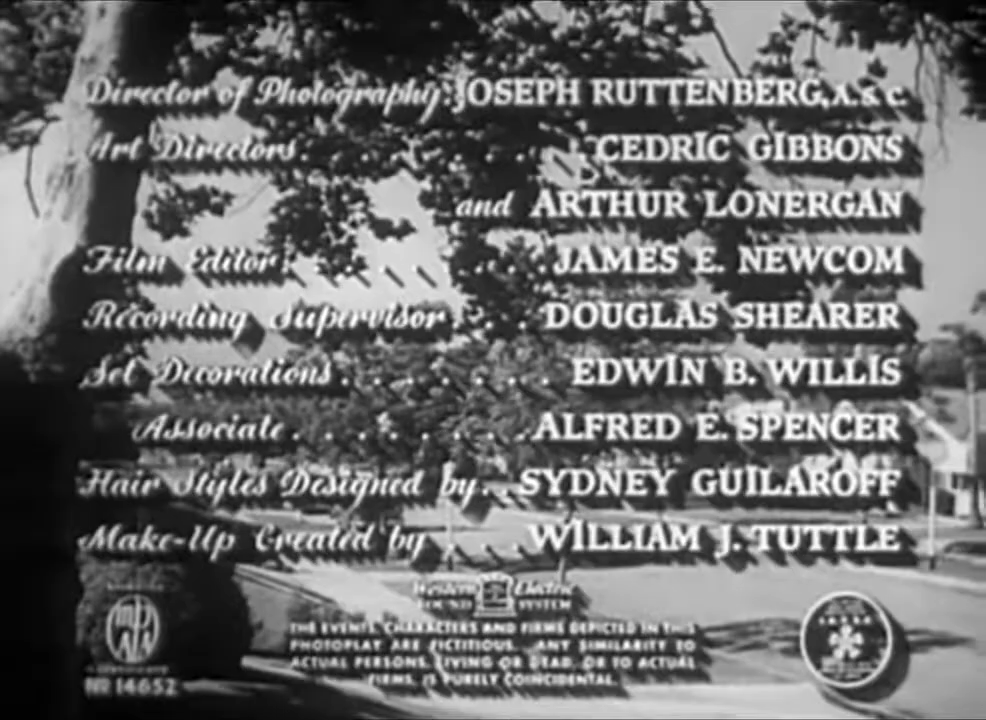 Director of Photography: JOSEPH RUTTENBERG, A.S.C.
Art Directors. . . . . . . . . CEDRIC GIBBONS
and ARTHUR LONERGAN
Film Editor. . . . . . . . . JAMES E. NEWCOM
Recording Supervisor. . . . DOUGLAS SHEARER
Set Decorations. . . . . . . EDWIN B. WILLIS
Associate. . . . . . . . . ALFRED E. SPENCER
Hair Styles Designed by. . SYDNEY GUILAROFF
Make-Up Created by . . . . WILLIAM J. TUTTLE
Western Electric
SOUND SYSTEM
THE EVENTS, CHARACTERS AND FIRMS DEPICTED IN THIS
PHOTOPLAY ARE FICTITIOUS. ANY SIMILARITY TO
ACTUAL PERSONS, LIVING OR DEAD, OR TO ACTUAL
FIRMS, IS PURELY COINCIDENTAL.
Nº 14652